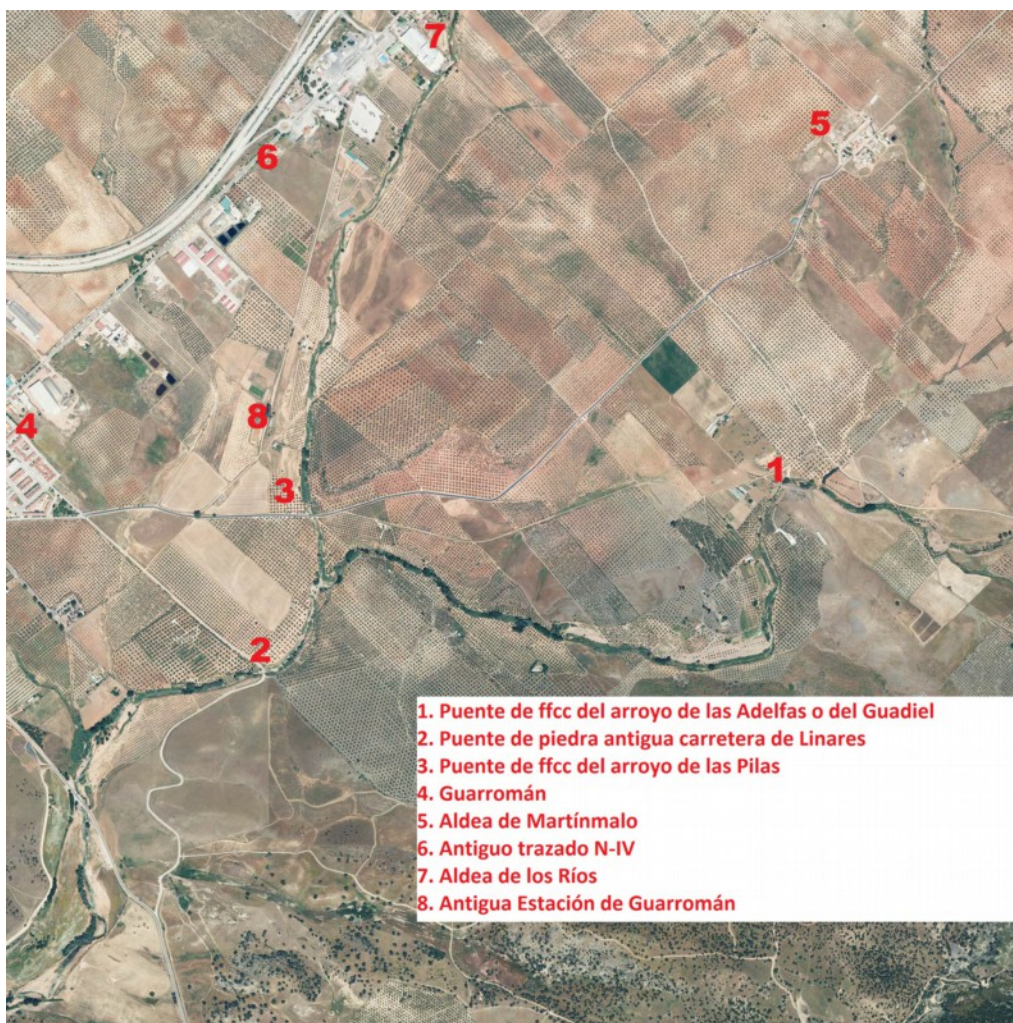 7
5
6
8
4
3
1
2
1. Puente de ffcc del arroyo de las Adelfas o del Guadiel
2. Puente de piedra antigua carretera de Linares
3. Puente de ffcc del arroyo de las Pilas
4. Guarromán
5. Aldea de Martínmalo
6. Antiguo trazado N-IV
7. Aldea de los Ríos
8. Antigua Estación de Guarromán